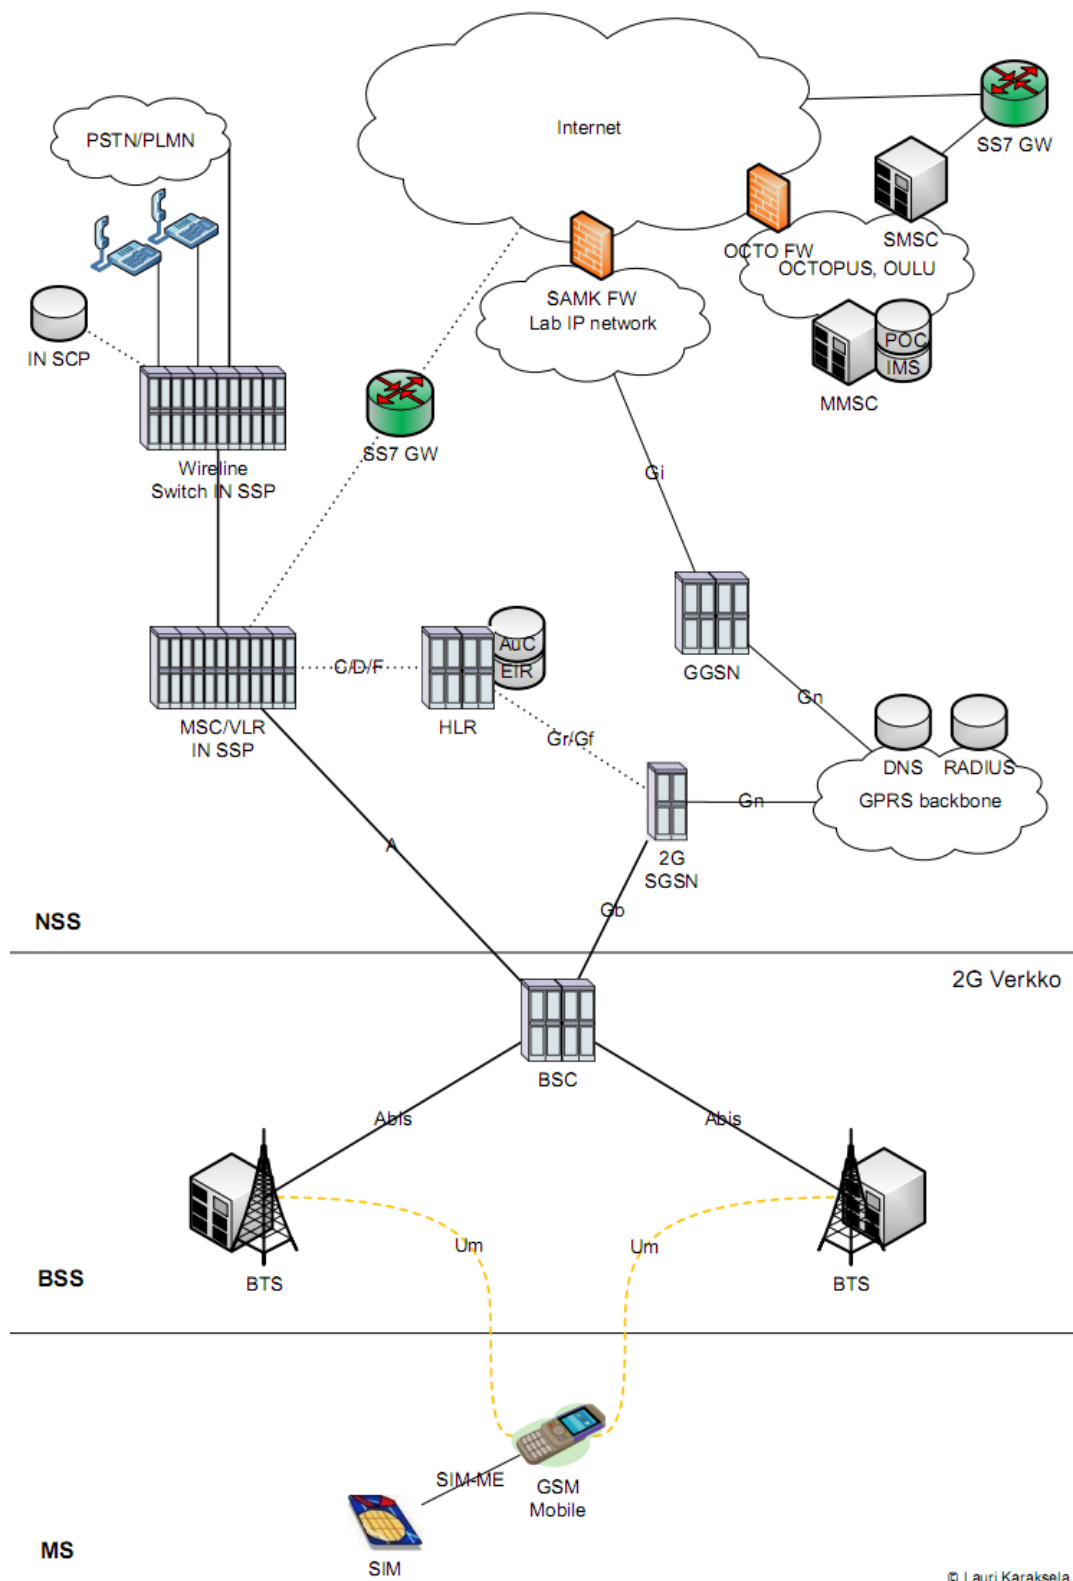 Internet
PSTN/PLMN
SS7 GW
SMSC
OCTO FW
OCTOPUS, OULU
SAMK FW
Lab IP network
IN SCP
POC
IMS
MMSC
SS7 GW
Wireline
Switch IN SSP
Gi
AuC
EIR
C/D/F
GGSN
MSC/VLR
IN SSP
HLR
Gn
Gr/Gf
DNS
RADIUS
GPRS backbone
Gn
A
2G
SGSN
Gb
NSS
2G Verkko
BSC
Abis
Abis
Um
Um
BSS
BTS
BTS
SIM-ME
GSM
Mobile
MS
SIM
© Lauri Karaksela